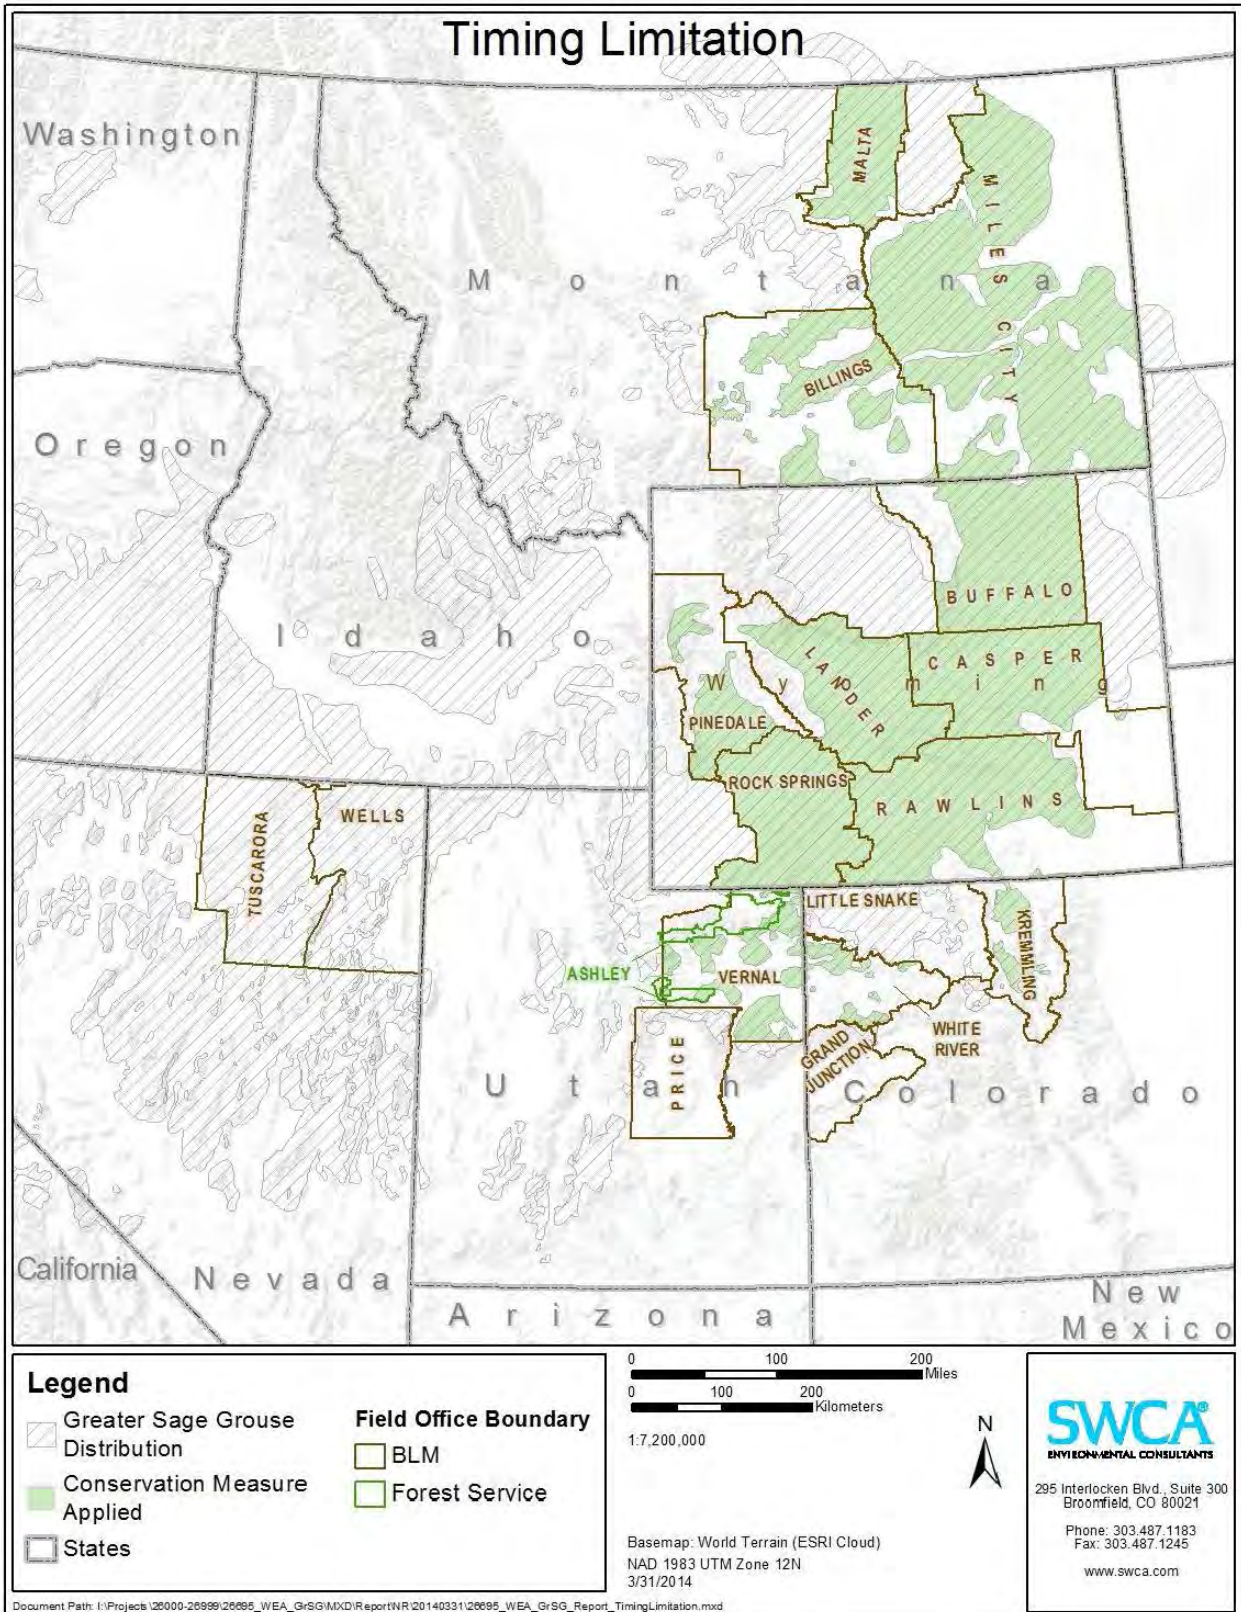 Timing Limitation
Washington
MALTA
MILES CITY
Montana
BILLINGS
Oregon
BUFFALO
Idaho
LANDER
CASPER
Wyoming
PINEDALE
ROCK SPRINGS
RAWLINS
WELLS
TUSCARORA
LITTLE SNAKE
KREMMLING
ASHLEY
VERNAL
WHITE
RIVER
GRAND
JUNCTION
PRICE
Utah
Colorado
California
Nevada
Arizona
New
Mexico
Legend
Greater Sage Grouse
Distribution
Conservation Measure
Applied
States
Field Office Boundary
BLM
Forest Service
0 100 200
Miles
0 100 200
Kilometers
1:7,200,000
N
Basemap: World Terrain (ESRI Cloud)
NAD 1983 UTM Zone 12N
3/31/2014
SWCA®
ENVIRONMENTAL CONSULTANTS
295 Interlocken Blvd., Suite 300
Broomfield, CO 80021
Phone: 303.487.1183
Fax: 303.487.1245
www.swca.com
Document Path: I:\Projects\26000-26999\26695_WEA_GrSG\MXD\Report\NR\20140331\26695_WEA_GrSG_Report_TimingLimitation.mxd